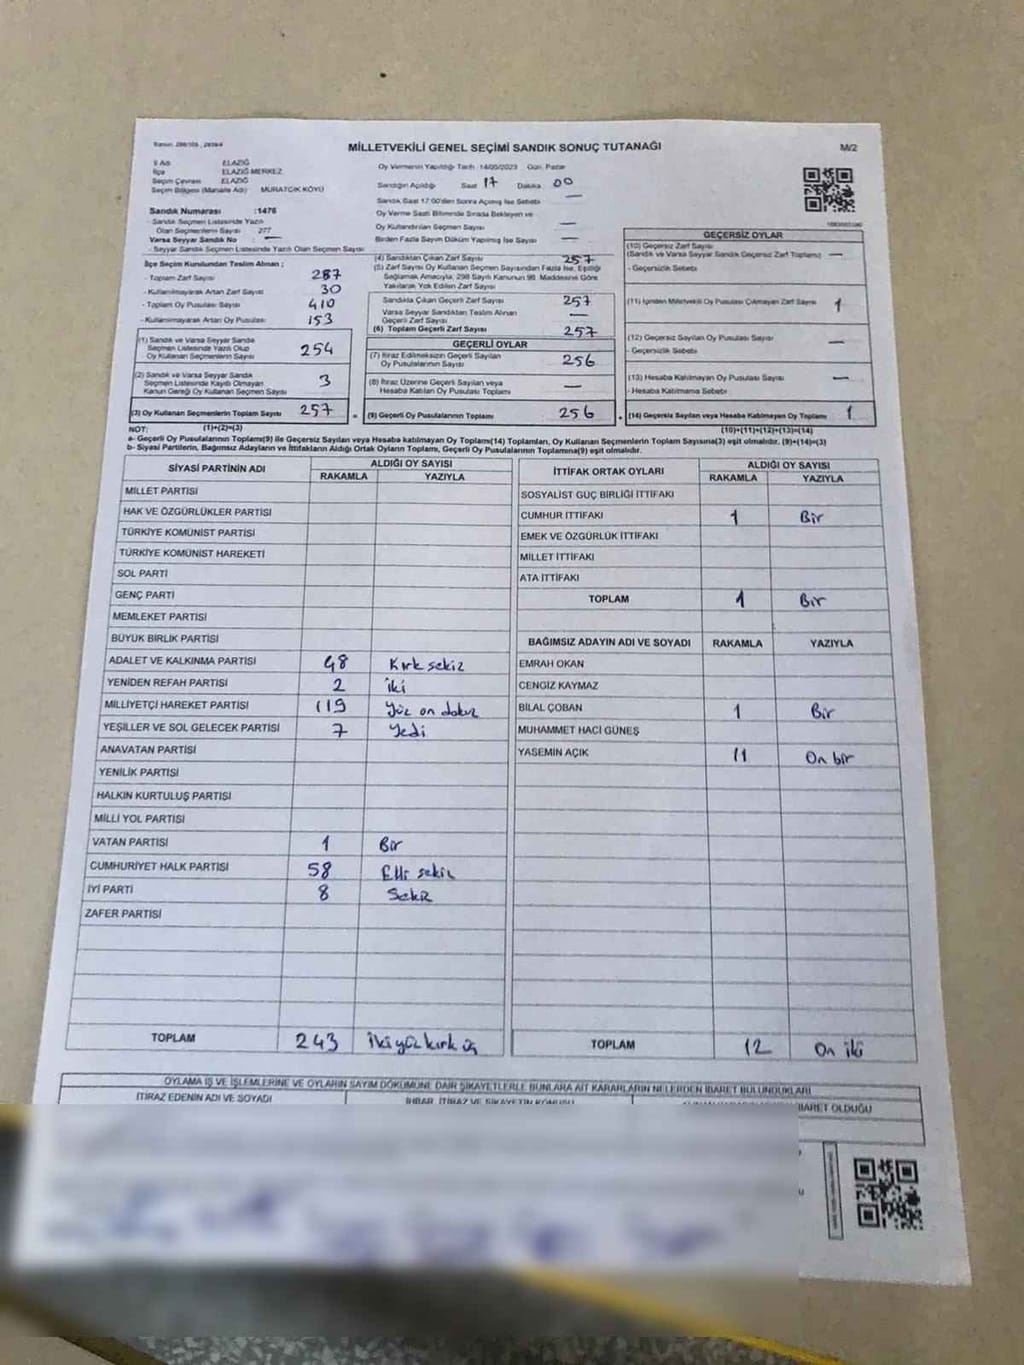 MİLLETVEKİLİ GENEL SEÇİMİ SANDIK SONUÇ TUTANAĞI
M/2
İl Adı ELAZIĞ
İlçe ELAZIĞ MERKEZ
Seçim Çevresi ELAZIĞ
Seçim Bölgesi (Mahalle Adı) MURATCIK KÖYÜ
Oy Vermenin Yapıldığı Tarih 14/05/2023 Gün Pazar
Sandığın Açıldığı Saat 17 Dakika 00
Sandık Saat 17:00'den Sonra Açılmış İse Sebebi —
Oy Verme Saati Bitiminde Sırada Bekleyen ve
Oy Kullandırılan Seçmen Sayısı —
Birden Fazla Sayım Döküm Yapılmış İse Sayısı —
Sandık Numarası :1476
- Sandık Seçmen Listesinde Yazılı
Olan Seçmenlerin Sayısı 277
Varsa Seyyar Sandık No —
- Seyyar Sandık Seçmen Listesinde Yazılı Olan Seçmen Sayısı
İlçe Seçim Kurulundan Teslim Alınan ;
- Toplam Zarf Sayısı 287
- Kullanılmayarak Artan Zarf Sayısı 30
- Toplam Oy Pusulası Sayısı 410
- Kullanılmayarak Artan Oy Pusulası 153
(1) Sandık ve Varsa Seyyar Sandık
Seçmen Listesinde Yazılı Olup
Oy Kullanan Seçmenlerin Sayısı 254
(2) Sandık ve Varsa Seyyar Sandık
Seçmen Listesinde Kayıtlı Olmayan
Kanun Gereği Oy Kullanan Seçmen Sayısı 3
(3) Oy Kullanan Seçmenlerin Toplam Sayısı 257
(4) Sandıktan Çıkan Zarf Sayısı 257
(5) Zarf Sayısı Oy Kullanan Seçmen Sayısından Fazla İse, Eşitliği
Sağlamak Amacıyla, 298 Sayılı Kanunun 98. Maddesine Göre
Yakılarak Yok Edilen Zarf Sayısı
Sandıkta Çıkan Geçerli Zarf Sayısı 257
Varsa Seyyar Sandıktan Teslim Alınan
Geçerli Zarf Sayısı —
(6) Toplam Geçerli Zarf Sayısı 257
GEÇERLİ OYLAR
(7) İtiraz Edilmeksizin Geçerli Sayılan
Oy Pusulalarının Sayısı 256
(8) İtiraz Üzerine Geçerli Sayılan veya
Hesaba Katılan Oy Pusulası Toplamı —
= (9) Geçerli Oy Pusulalarının Toplamı 256
GEÇERSİZ OYLAR
(10) Geçersiz Zarf Sayısı
(Sandık ve Varsa Seyyar Sandık Geçersiz Zarf Toplamı) —
- Geçersizlik Sebebi
(11) İçinden Milletvekili Oy Pusulası Çıkmayan Zarf Sayısı 1
(12) Geçersiz Sayılan Oy Pusulası Sayısı —
- Geçersizlik Sebebi
(13) Hesaba Katılmayan Oy Pusulası Sayısı —
- Hesaba Katılmama Sebebi
+ (14) Geçersiz Sayılan veya Hesaba Katılmayan Oy Toplamı 1
NOT: (1)+(2)=(3)
(10)+(11)+(12)+(13)=(14)
a- Geçerli Oy Pusulalarının Toplamı(9) ile Geçersiz Sayılan veya Hesaba katılmayan Oy Toplamı(14) Toplamları, Oy Kullanan Seçmenlerin Toplam Sayısına(3) eşit olmalıdır. (9)+(14)=(3)
b- Siyasi Partilerin, Bağımsız Adayların ve İttifakların Aldığı Ortak Oyların Toplamı, Geçerli Oy Pusulalarının Toplamına(9) eşit olmalıdır.
SİYASİ PARTİNİN ADI ALDIĞI OY SAYISI
RAKAMLA YAZIYLA
MİLLET PARTİSİ
HAK VE ÖZGÜRLÜKLER PARTİSİ
TÜRKİYE KOMÜNİST PARTİSİ
TÜRKİYE KOMÜNİST HAREKETİ
SOL PARTİ
GENÇ PARTİ
MEMLEKET PARTİSİ
BÜYÜK BİRLİK PARTİSİ
ADALET VE KALKINMA PARTİSİ 48 Kırk sekiz
YENİDEN REFAH PARTİSİ 2 iki
MİLLİYETÇİ HAREKET PARTİSİ 119 Yüz on dokuz
YEŞİLLER VE SOL GELECEK PARTİSİ 7 Yedi
ANAVATAN PARTİSİ
YENİLİK PARTİSİ
HALKIN KURTULUŞ PARTİSİ
MİLLİ YOL PARTİSİ
VATAN PARTİSİ 1 Bir
CUMHURİYET HALK PARTİSİ 58 Elli sekiz
İYİ PARTİ 8 Sekiz
ZAFER PARTİSİ
TOPLAM 243 İkiyüz kırk üç
İTTİFAK ORTAK OYLARI ALDIĞI OY SAYISI
RAKAMLA YAZIYLA
SOSYALİST GÜÇ BİRLİĞİ İTTİFAKI
CUMHUR İTTİFAKI 1 Bir
EMEK VE ÖZGÜRLÜK İTTİFAKI
MİLLET İTTİFAKI
ATA İTTİFAKI
TOPLAM 1 Bir
BAĞIMSIZ ADAYIN ADI VE SOYADI RAKAMLA YAZIYLA
EMRAH OKAN
CENGİZ KAYMAZ
BİLAL ÇOBAN 1 Bir
MUHAMMET HACI GÜNEŞ
YASEMİN AÇIK 11 On bir
TOPLAM 12 On iki
OYLAMA İŞ VE İŞLEMLERİNE VE OYLARIN SAYIM DÖKÜMÜNE DAİR ŞİKAYETLERLE BUNLARA AİT KARARLARIN NELERDEN İBARET BULUNDUKLARI
İTİRAZ EDENİN ADI VE SOYADI
İHBAR, İTİRAZ VE ŞİKAYETİN KONUSU
İBARET OLDUĞU